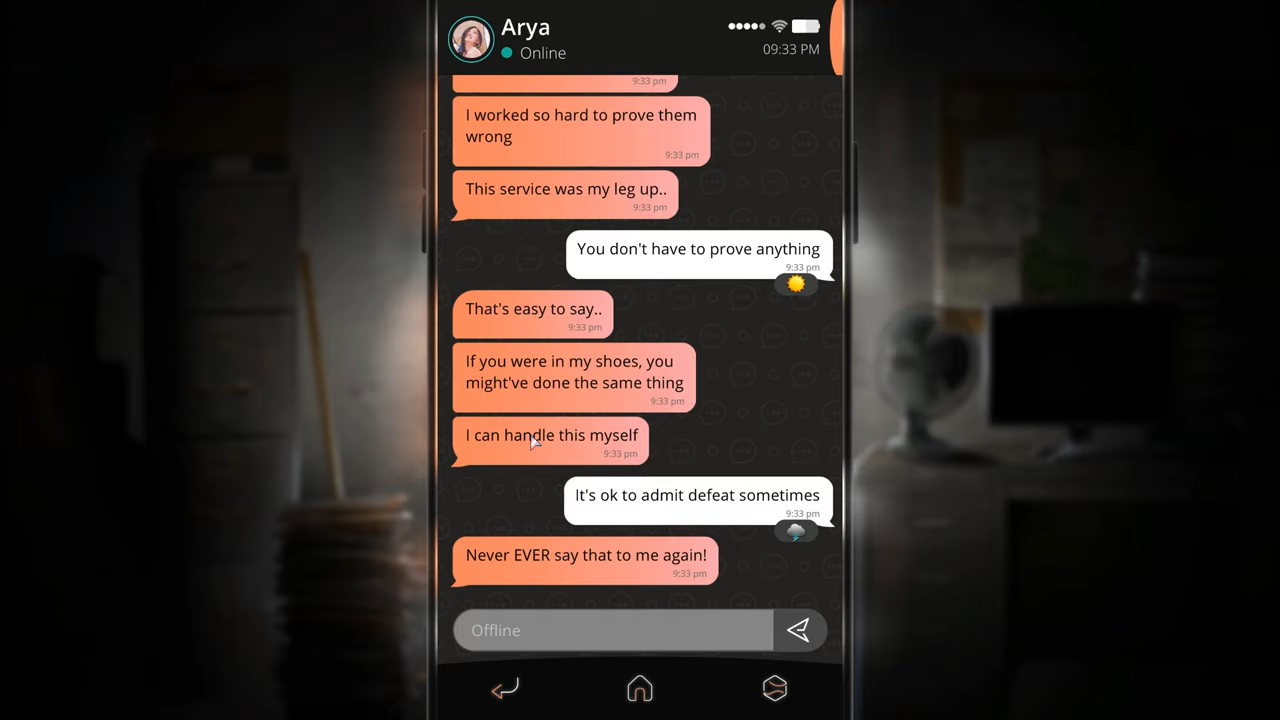 Arya
Online
09:33 PM
9:33 pm
I worked so hard to prove them
wrong
9:33 pm
This service was my leg up..
9:33 pm
You don't have to prove anything
9:33 pm
That's easy to say..
9:33 pm
If you were in my shoes, you
might've done the same thing
9:33 pm
I can handle this myself
9:33 pm
It's ok to admit defeat sometimes
9:33 pm
Never EVER say that to me again!
9:33 pm
Offline